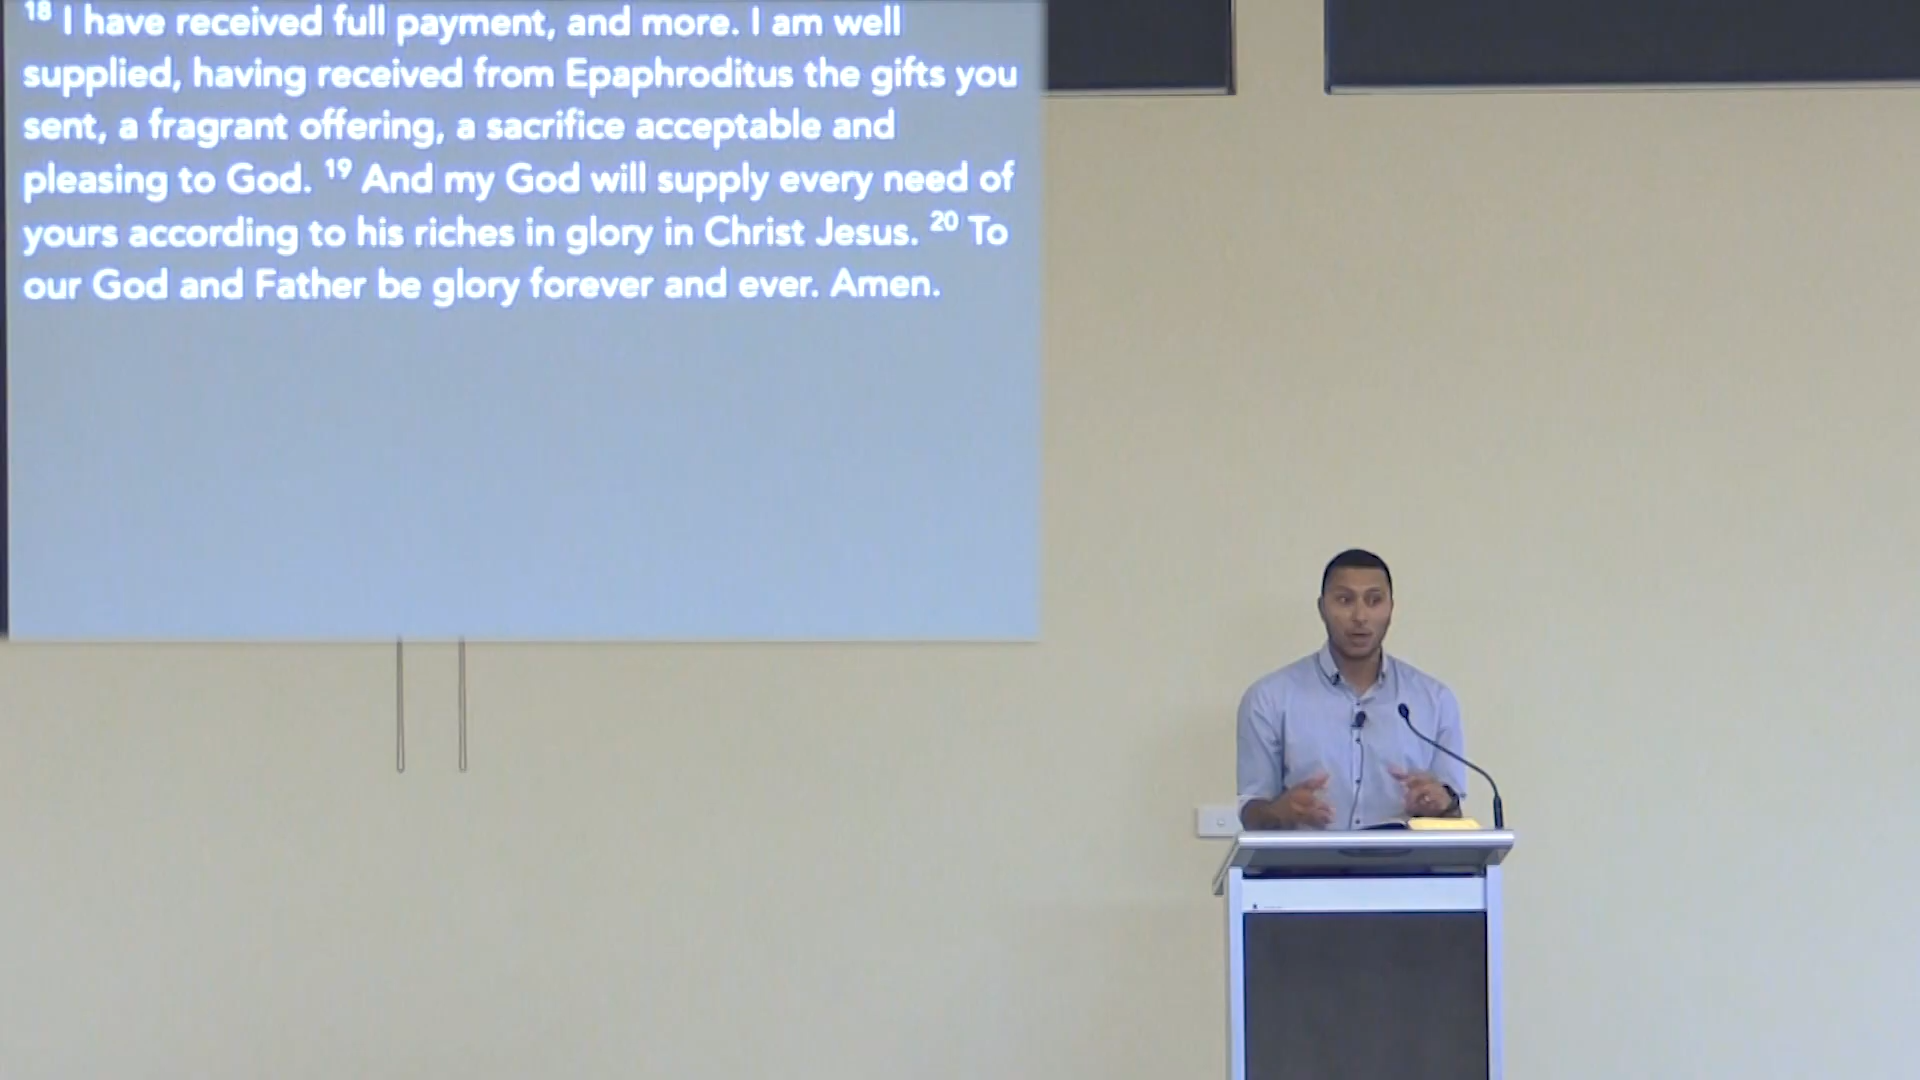 18 I have received full payment, and more. I am well
supplied, having received from Epaphroditus the gifts you
sent, a fragrant offering, a sacrifice acceptable and
pleasing to God. 19 And my God will supply every need of
yours according to his riches in glory in Christ Jesus. 20 To
our God and Father be glory forever and ever. Amen.